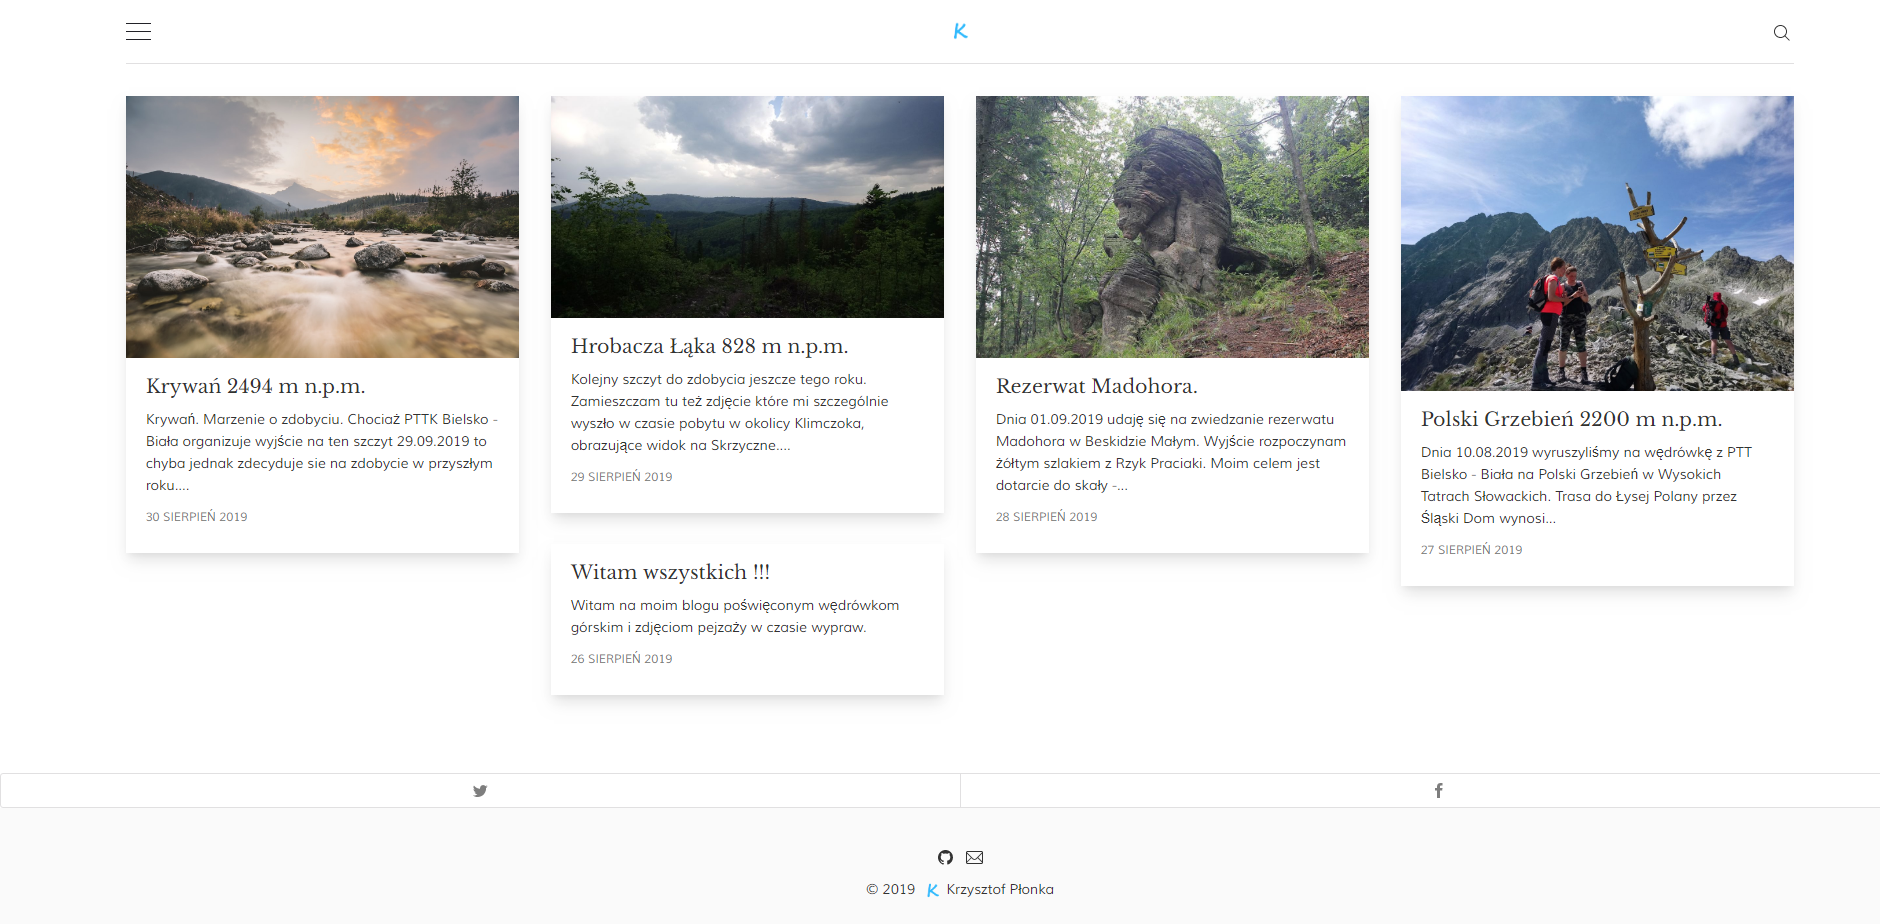 K
Krywań 2494 m n.p.m.
Krywań. Marzenie o zdobyciu. Chociaż PTTK Bielsko -
Biała organizuje wyjście na ten szczyt 29.09.2019 to
chyba jednak zdecyduje sie na zdobycie w przyszłym
roku....
30 SIERPIEŃ 2019
Hrobacza Łąka 828 m n.p.m.
Kolejny szczyt do zdobycia jeszcze tego roku.
Zamieszczam tu też zdjęcie które mi szczególnie
wyszło w czasie pobytu w okolicy Klimczoka,
obrazujące widok na Skrzyczne....
29 SIERPIEŃ 2019
Witam wszystkich !!!
Witam na moim blogu poświęconym wędrówkom
górskim i zdjęciom pejzaży w czasie wypraw.
26 SIERPIEŃ 2019
Rezerwat Madohora.
Dnia 01.09.2019 udaję się na zwiedzanie rezerwatu
Madohora w Beskidzie Małym. Wyjście rozpoczynam
żółtym szlakiem z Rzyk Praciaki. Moim celem jest
dotarcie do skały -...
28 SIERPIEŃ 2019
Polski Grzebień 2200 m n.p.m.
Dnia 10.08.2019 wyruszyliśmy na wędrówkę z PTT
Bielsko - Biała na Polski Grzebień w Wysokich
Tatrach Słowackich. Trasa do Łysej Polany przez
Śląski Dom wynosi...
27 SIERPIEŃ 2019
© 2019 K Krzysztof Płonka